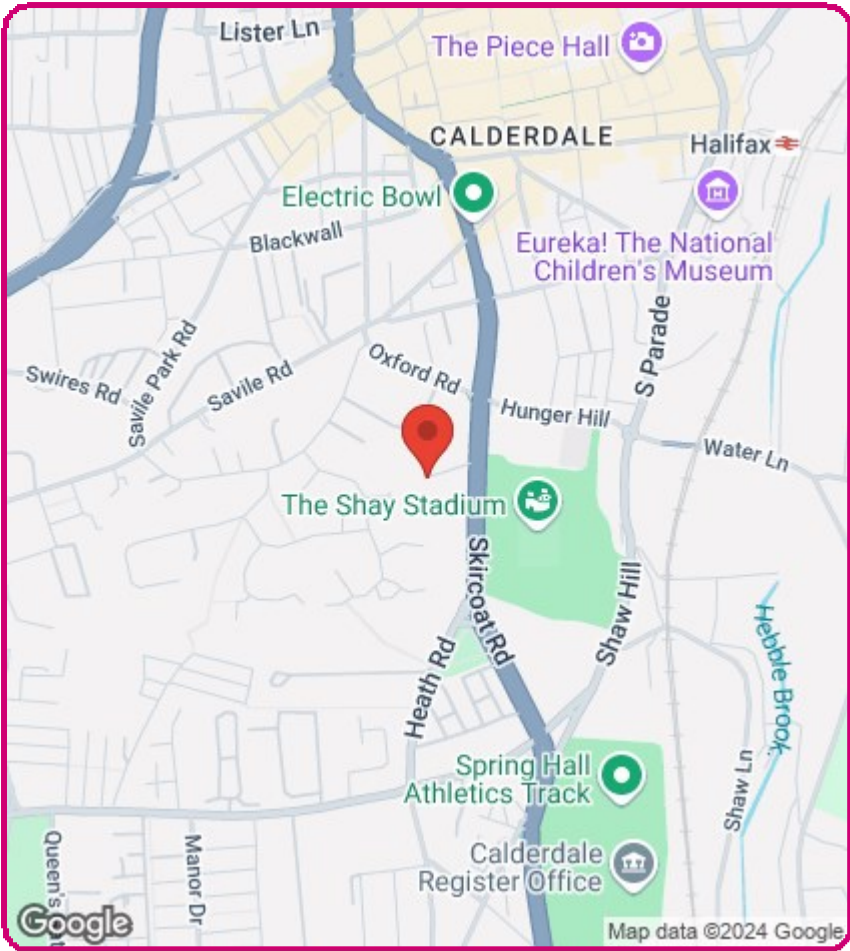 Lister Ln
The Piece Hall
CALDERDALE
Halifax
Electric Bowl
Blackwall
Eureka! The National
Children's Museum
S Parade
Savile Park Rd
Oxford Rd
Swires Rd
Savile Rd
Hunger Hill
Water Ln
The Shay Stadium
Skircoat Rd
Shaw Hill
Hebble Brook
Heath Rd
Spring Hall
Athletics Track
Shaw Ln
Queen's
Manor Dr
Calderdale
Register Office
Google
Map data ©2024 Google